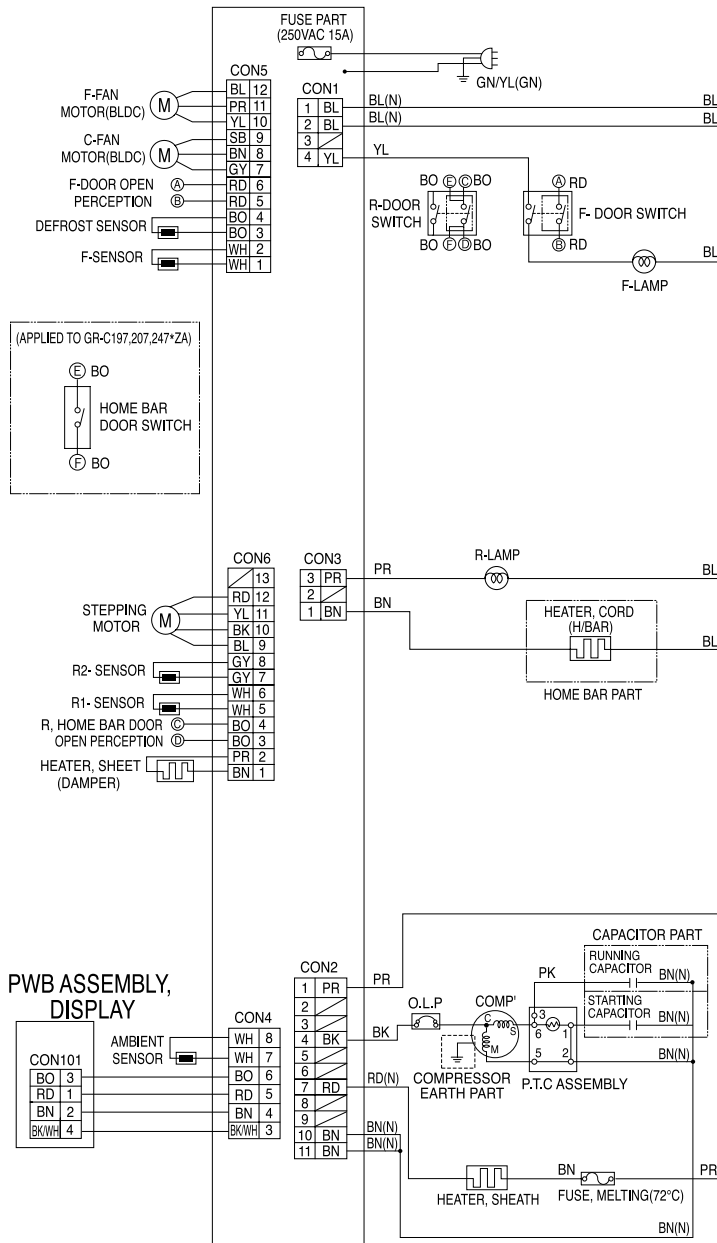 FUSE PART
(250VAC 15A)
GN/YL(GN)
CON5
F-FAN
MOTOR(BLDC)
M
C-FAN
MOTOR(BLDC)
M
F-DOOR OPEN
PERCEPTION
A
B
DEFROST SENSOR
F-SENSOR
BL 12
PR 11
YL 10
SB 9
BN 8
GY 7
RD 6
RD 5
BO 4
BO 3
WH 2
WH 1
CON1
1 BL BL(N) BL
2 BL BL(N) BL
3
4 YL YL
R-DOOR
SWITCH
BO E C BO
BO F D BO
A RD
F- DOOR SWITCH
B RD
F-LAMP
BL
(APPLIED TO GR-C197,207,247*ZA)
E BO
HOME BAR
DOOR SWITCH
F BO
CON6
STEPPING
MOTOR
M
R2- SENSOR
R1- SENSOR
R, HOME BAR DOOR C
OPEN PERCEPTION D
HEATER, SHEET
(DAMPER)
13
RD 12
YL 11
BK 10
BL 9
GY 8
GY 7
WH 6
WH 5
BO 4
BO 3
PR 2
BN 1
CON3
3 PR PR
2
1 BN BN
R-LAMP
BL
HEATER, CORD
(H/BAR)
BL
HOME BAR PART
PWB ASSEMBLY,
DISPLAY
CON101
BO 3
RD 1
BN 2
BK/WH 4
AMBIENT
SENSOR
CON4
WH 8
WH 7
BO 6
RD 5
BN 4
BK/WH 3
CON2
1 PR PR
2
3
4 BK BK
5
6
7 RD RD(N)
8
9
10 BN BN(N)
11 BN BN(N)
O.L.P
COMP'
C
S
M
COMPRESSOR
EARTH PART
3
6 1
5 2
P.T.C ASSEMBLY
CAPACITOR PART
RUNNING
CAPACITOR
PK
BN(N)
STARTING
CAPACITOR
BN(N)
BN(N)
HEATER, SHEATH
BN
FUSE, MELTING(72°C)
PR
BN(N)